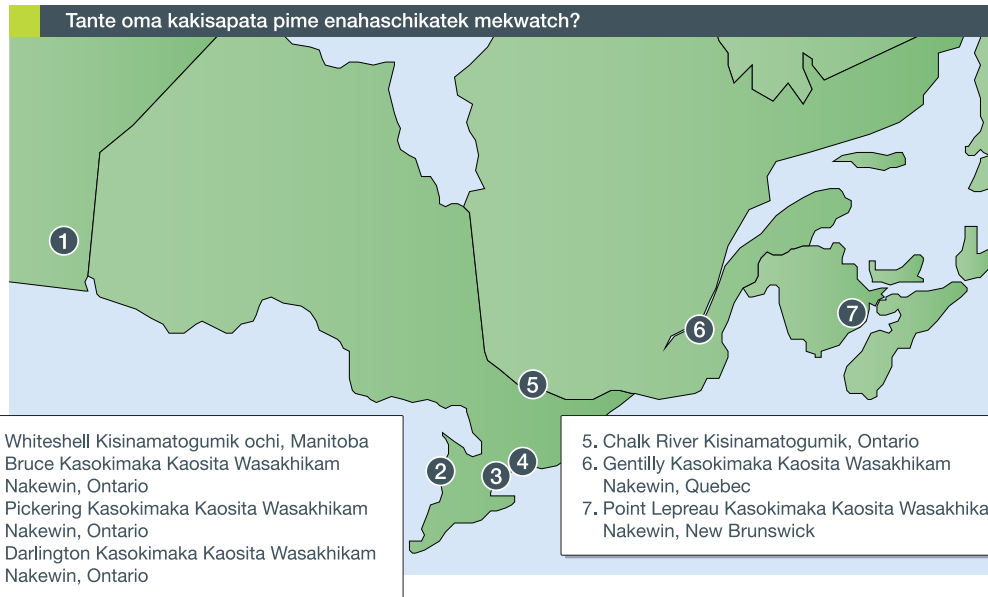 Tante oma kakisapata pime enahaschikatek mekwatch?
1
2
3
4
5
6
7
Whiteshell Kisinamatogumik ochi, Manitoba
Bruce Kasokimaka Kaosita Wasakhikam
Nakewin, Ontario
Pickering Kasokimaka Kaosita Wasakhikam
Nakewin, Ontario
Darlington Kasokimaka Kaosita Wasakhikam
Nakewin, Ontario
5. Chalk River Kisinamatogumik, Ontario
6. Gentilly Kasokimaka Kaosita Wasakhikam
Nakewin, Quebec
7. Point Lepreau Kasokimaka Kaosita Wasakhika
Nakewin, New Brunswick